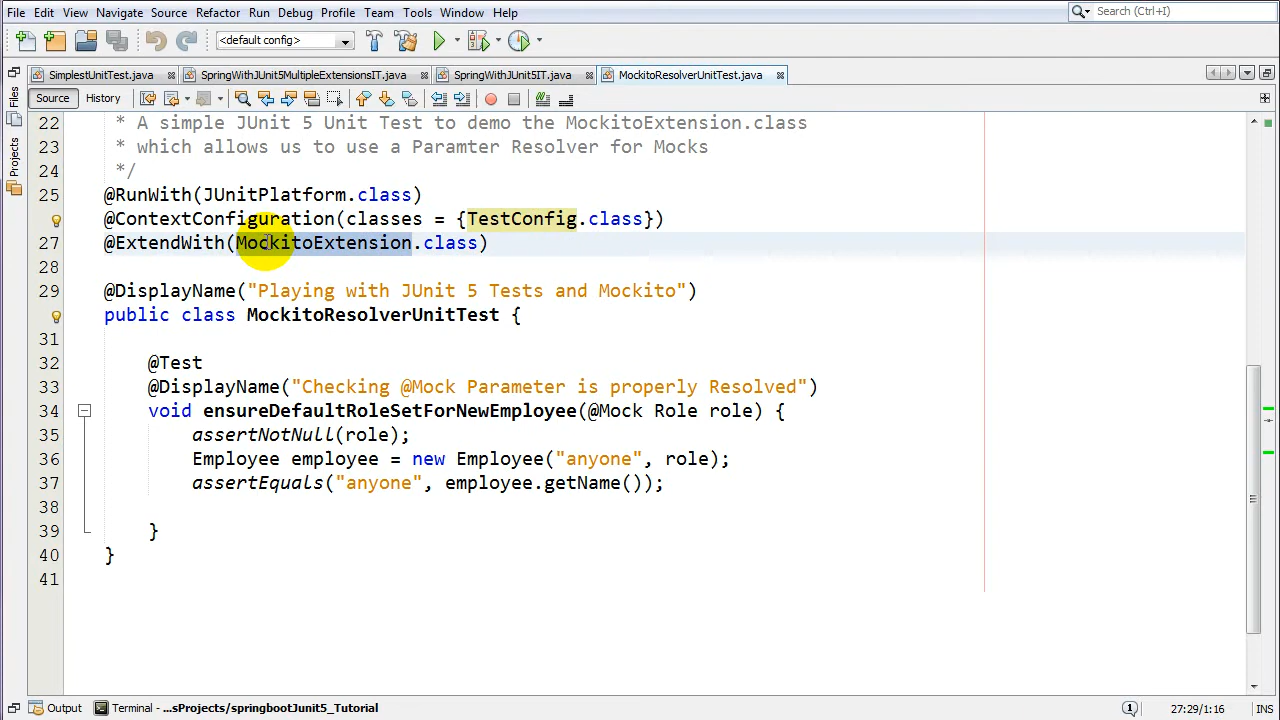 File Edit View Navigate Source Refactor Run Debug Profile Team Tools Window Help
Search (Ctrl+I)
<default config>
SimplestUnitTest.java SpringWithJUnit5MultipleExtensionsIT.java SpringWithJUnit5IT.java MockitoResolverUnitTest.java
Source History
Files
Projects
22 * A simple JUnit 5 Unit Test to demo the MockitoExtension.class
23 * which allows us to use a Paramter Resolver for Mocks
24 */
25 @RunWith(JUnitPlatform.class)
@ContextConfiguration(classes = {TestConfig.class})
27 @ExtendWith(MockitoExtension.class)
28
29 @DisplayName("Playing with JUnit 5 Tests and Mockito")
public class MockitoResolverUnitTest {
31
32 @Test
33 @DisplayName("Checking @Mock Parameter is properly Resolved")
34 void ensureDefaultRoleSetForNewEmployee(@Mock Role role) {
35 assertNotNull(role);
36 Employee employee = new Employee("anyone", role);
37 assertEquals("anyone", employee.getName());
38
39 }
40 }
41
Output Terminal - ...sProjects/springbootJunit5_Tutorial 1 27:29/1:16 INS